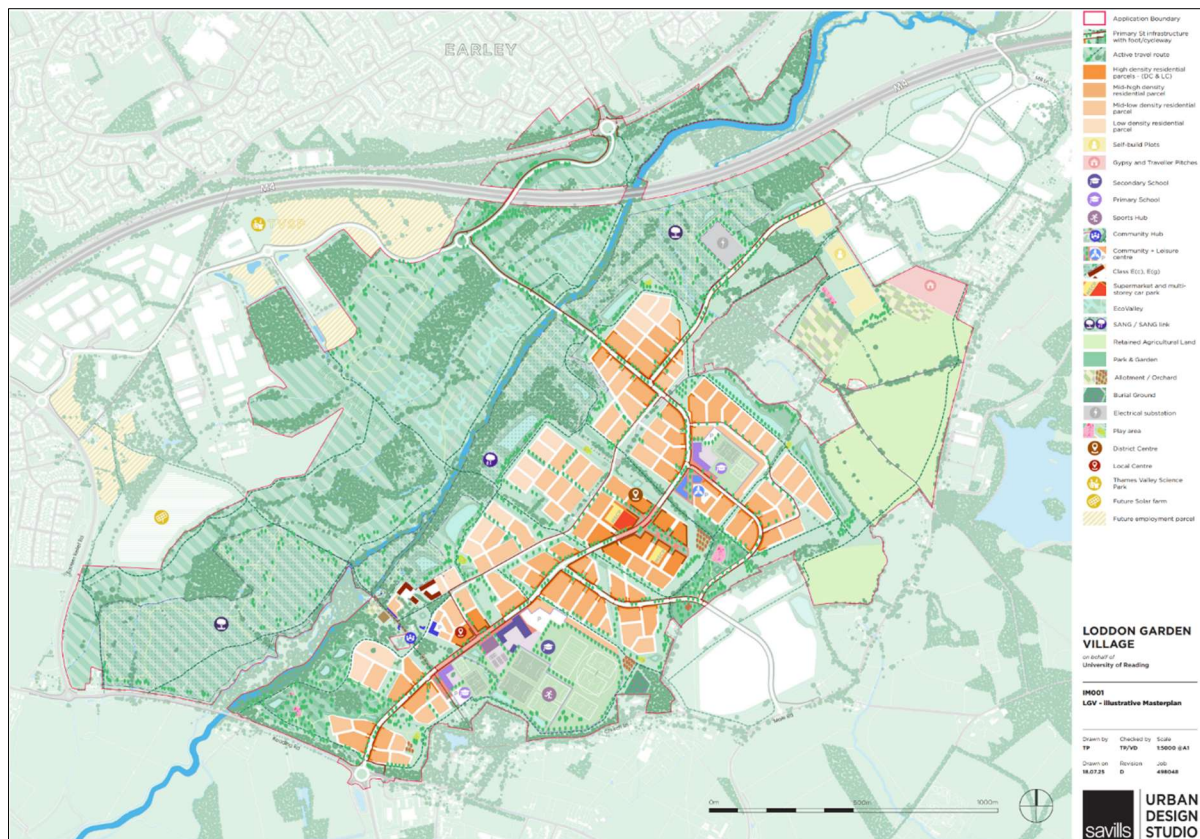 EARLEY
M4
M4
Application Boundary
Primary St infrastructure
with foot/cycleway
Active travel route
High density residential
parcels - (DC & LC)
Mid-high density
residential parcel
Mid-low density residential
parcel
Low density residential
parcel
Self-build Plots
Gypsy and Traveller Pitches
Secondary School
Primary School
Sports Hub
Community Hub
Community + Leisure
centre
Class E(c), E(g)
Supermarket and multi-
storey car park
EcoValley
SANG / SANG link
Retained Agricultural Land
Park & Garden
Allotment / Orchard
Burial Ground
Electrical substation
Play area
District Centre
Local Centre
Thames Valley Science
Park
Future Solar farm
Future employment parcel
Reading Rd
Mole Rd
LODDON GARDEN
VILLAGE
on behalf of
University of Reading
IM001
LGV - Illustrative Masterplan
Drawn by Checked by Scale
TP TP/VD 1:5000 @A1
Drawn on Revision Job
18.07.25 D 498048
0m 500m 1000m
savills
URBAN
DESIGN
STUDIO